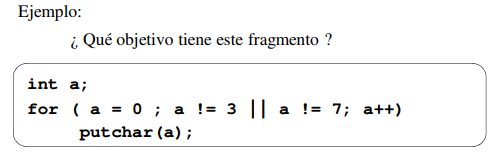 Ejemplo:
¿ Qué objetivo tiene este fragmento ?
int a;
for ( a = 0 ; a != 3 || a != 7; a++)
putchar(a);